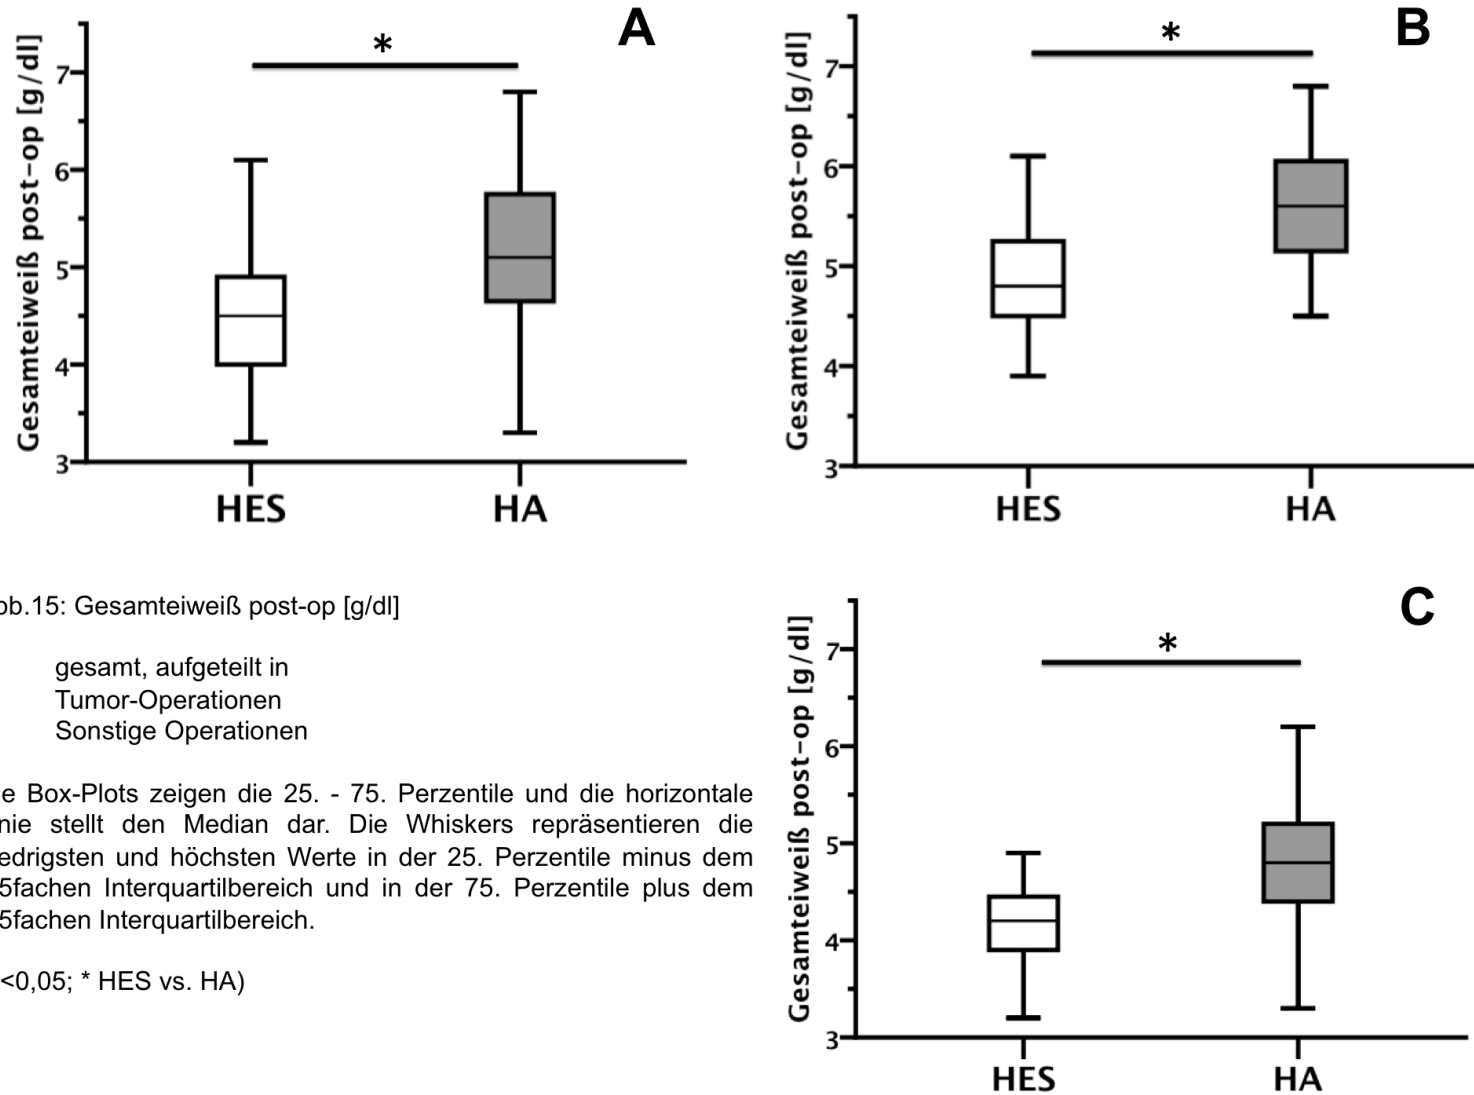 A
*
Gesamteiweiß post-op [g/dl]
7
6
5
4
3
HES HA
B
*
Gesamteiweiß post-op [g/dl]
7
6
5
4
3
HES HA
bb.15: Gesamteiweiß post-op [g/dl]
gesamt, aufgeteilt in
Tumor-Operationen
Sonstige Operationen
e Box-Plots zeigen die 25. - 75. Perzentile und die horizontale
nie stellt den Median dar. Die Whiskers repräsentieren die
edrigsten und höchsten Werte in der 25. Perzentile minus dem
5fachen Interquartilbereich und in der 75. Perzentile plus dem
5fachen Interquartilbereich.
<0,05; * HES vs. HA)
C
*
Gesamteiweiß post-op [g/dl]
7
6
5
4
3
HES HA